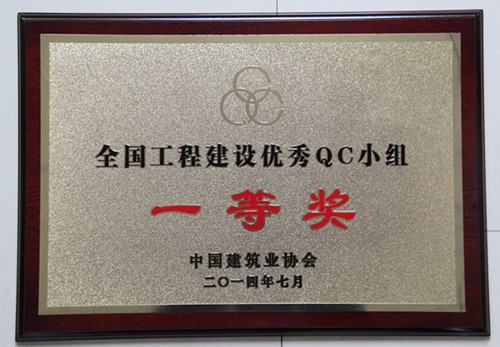 全国工程建设优秀QC小组
一等奖
中国建筑业协会
二〇一四年七月